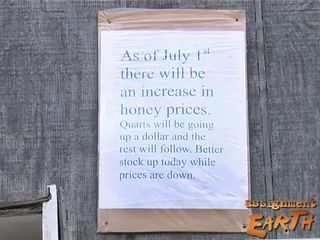 As of July 1st
there will be
an increase in
honey prices.
Quarts will be going
up a dollar and the
rest will follow. Better
stock up today while
prices are down.
assignment
EARTH